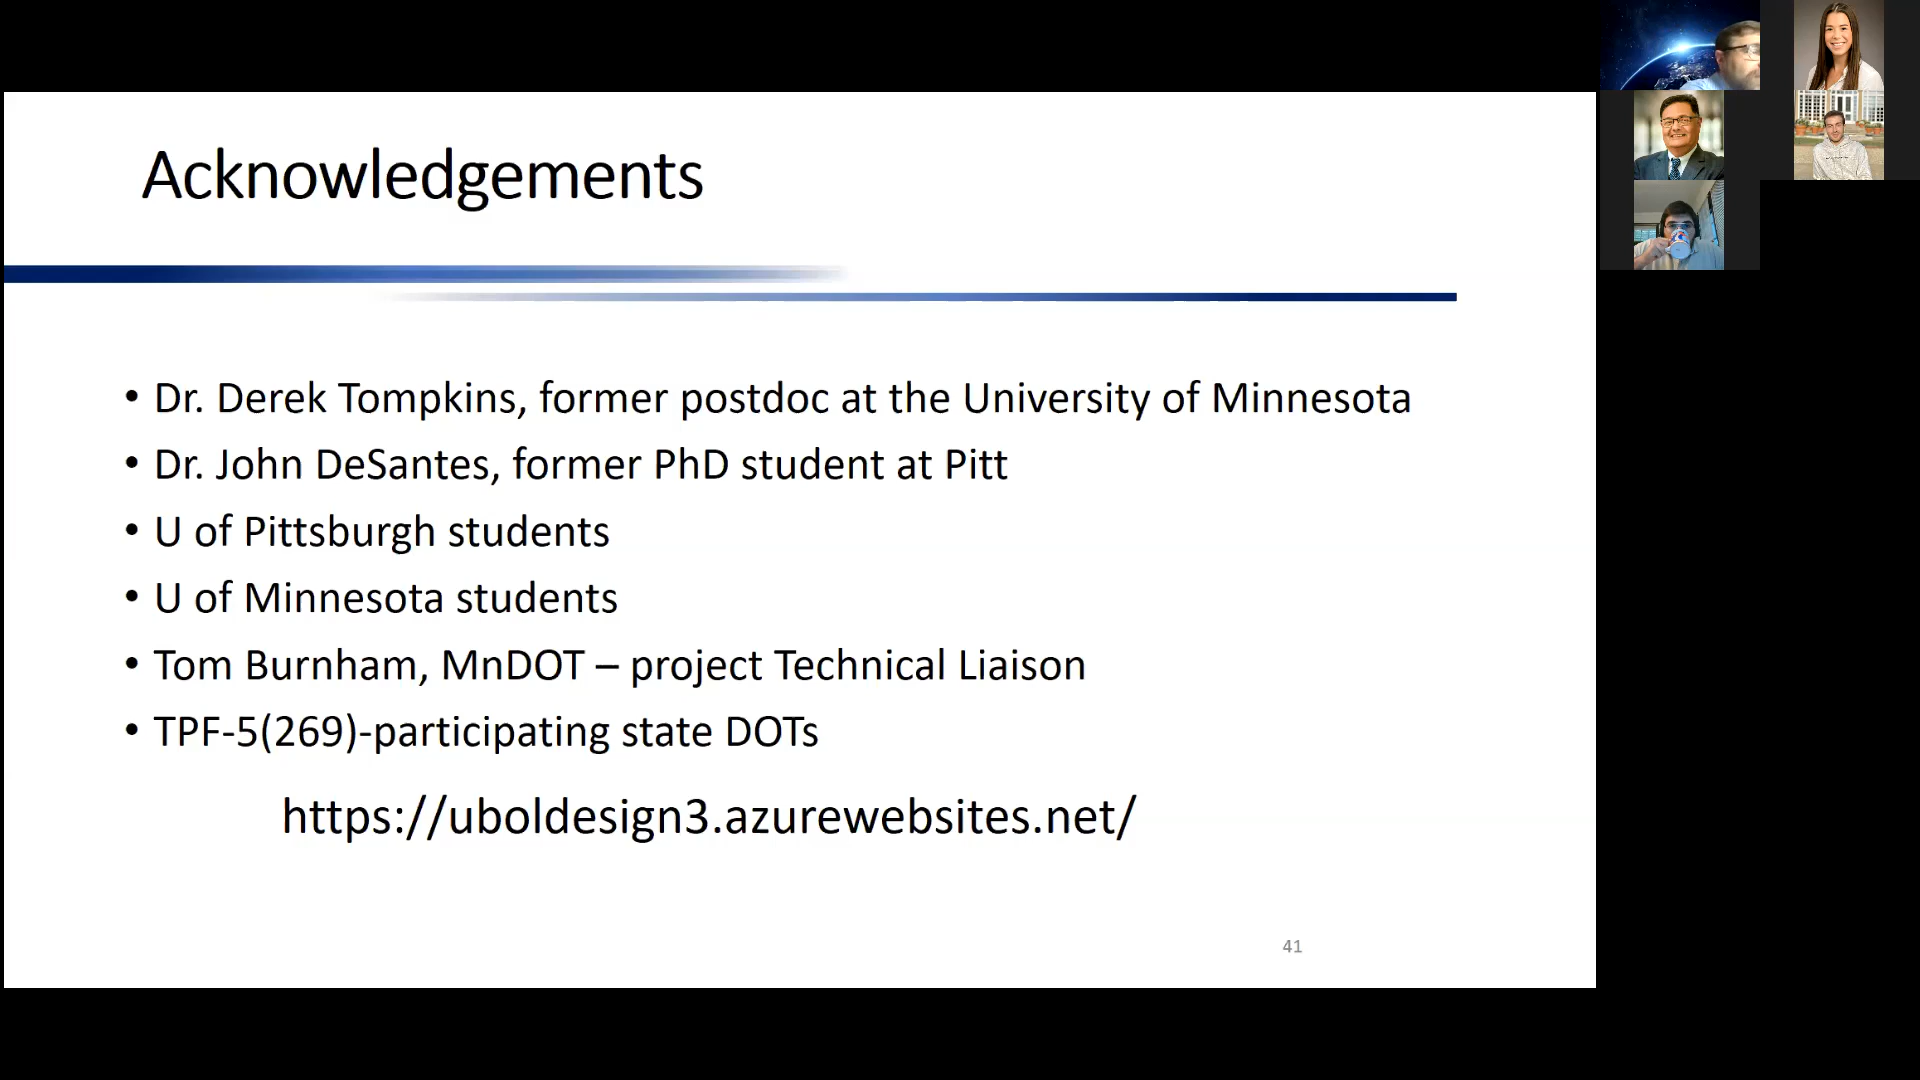 Acknowledgements
• Dr. Derek Tompkins, former postdoc at the University of Minnesota
• Dr. John DeSantes, former PhD student at Pitt
• U of Pittsburgh students
• U of Minnesota students
• Tom Burnham, MnDOT – project Technical Liaison
• TPF-5(269)-participating state DOTs
https://uboldesign3.azurewebsites.net/
41